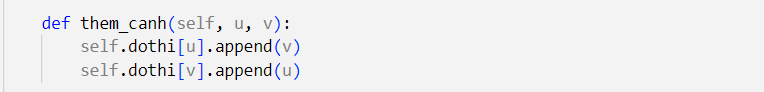 def them_canh(self, u, v):
    self.dothi[u].append(v)
    self.dothi[v].append(u)